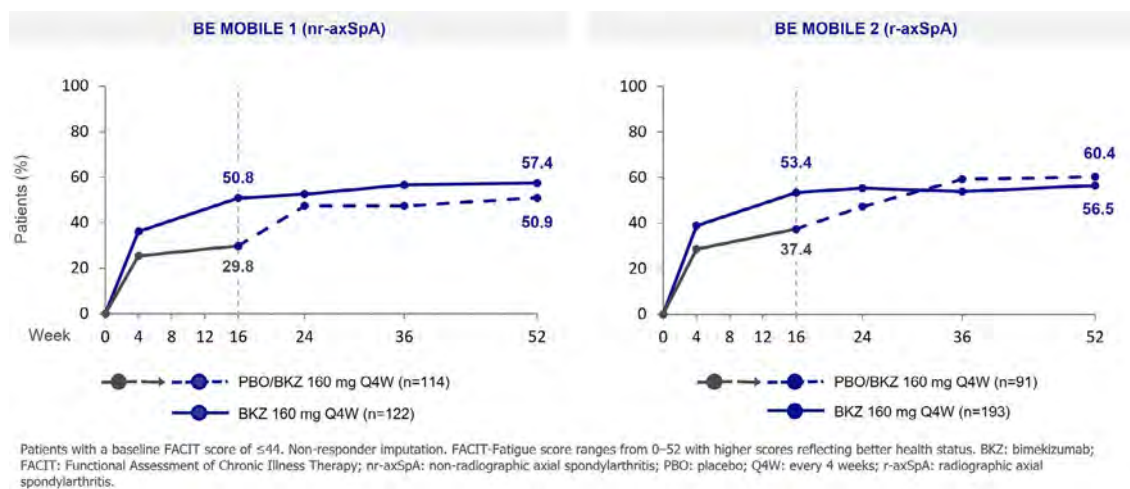 BE MOBILE 1 (nr-axSpA)
Patients (%)
100
80
60
40
20
0
50.8
57.4
29.8
50.9
Week
0 4 8 12 16 24 36 52
PBO/BKZ 160 mg Q4W (n=114)
BKZ 160 mg Q4W (n=122)
BE MOBILE 2 (r-axSpA)
100
80
60
40
20
0
53.4
60.4
37.4
56.5
0 4 8 12 16 24 36 52
PBO/BKZ 160 mg Q4W (n=91)
BKZ 160 mg Q4W (n=193)
Patients with a baseline FACIT score of ≤44. Non-responder imputation. FACIT-Fatigue score ranges from 0–52 with higher scores reflecting better health status. BKZ: bimekizumab;
FACIT: Functional Assessment of Chronic Illness Therapy; nr-axSpA: non-radiographic axial spondylarthritis; PBO: placebo; Q4W: every 4 weeks; r-axSpA: radiographic axial
spondylarthritis.